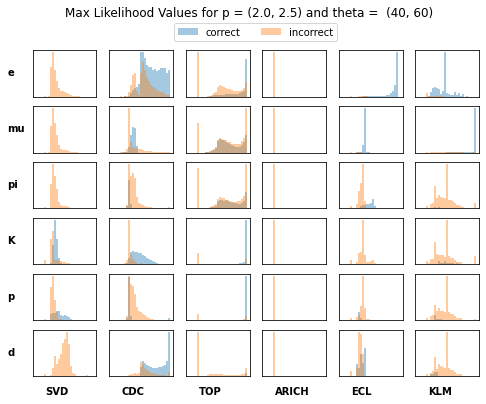 Max Likelihood Values for p = (2.0, 2.5) and theta =  (40, 60)
correct incorrect
e
mu
pi
K
p
d
SVD CDC TOP ARICH ECL KLM